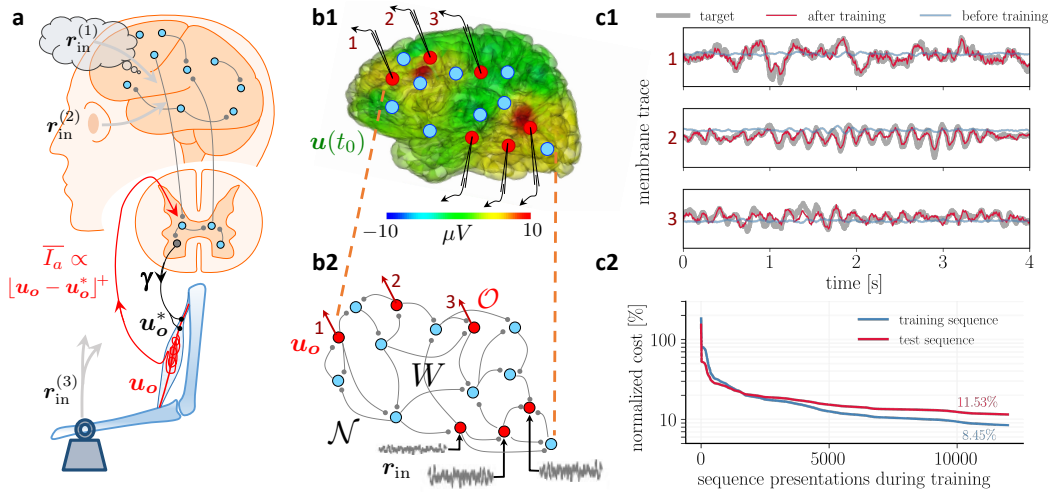 a
r_in^(1)
r_in^(2)
\overline{I_a} ∝
⌊u_o − u_o^*⌋^+
γ
u_o^*
u_o
r_in^(3)
b1
1
2
3
u(t_0)
−10
μV
10
b2
1
2
3
O
u_o
W
N
r_in
c1
target
after training
before training
membrane trace
1
2
3
0
1
2
3
4
time [s]
c2
normalized cost [%]
100
10
training sequence
test sequence
11.53%
8.45%
0
5000
10000
sequence presentations during training